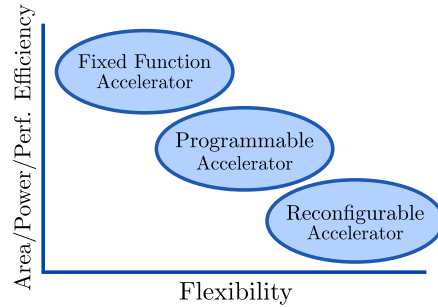 Area/Power/Perf. Efficiency
Fixed Function
Accelerator
Programmable
Accelerator
Reconfigurable
Accelerator
Flexibility